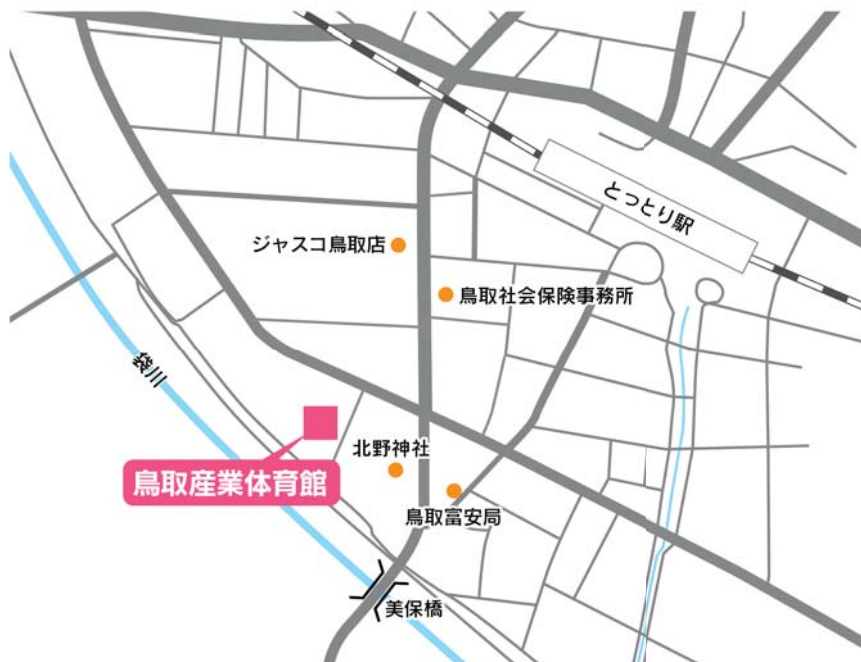 とっとり駅
ジャスコ鳥取店
鳥取社会保険事務所
袋川
北野神社
鳥取産業体育館
鳥取富安局
美保橋